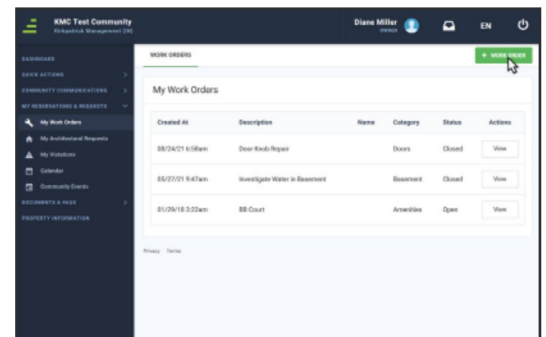 KMC Test Community
Kirkpatrick Management (IN)
Diane Miller
OWNER
EN
DASHBOARD
QUICK ACTIONS
COMMUNITY COMMUNICATIONS
MY RESERVATIONS & REQUESTS
My Work Orders
My Architectural Requests
My Violations
Calendar
Community Events
DOCUMENTS & PAGES
PROPERTY INFORMATION
WORK ORDERS
+ WORK ORDER
My Work Orders
Created At Description Name Category Status Actions
08/24/21 6:58am Door Knob Repair Doors Closed View
05/27/21 9:47am Investigate Water in Basement Basement Closed View
01/29/18 3:22am BB Court Amenities Open View
Privacy Terms